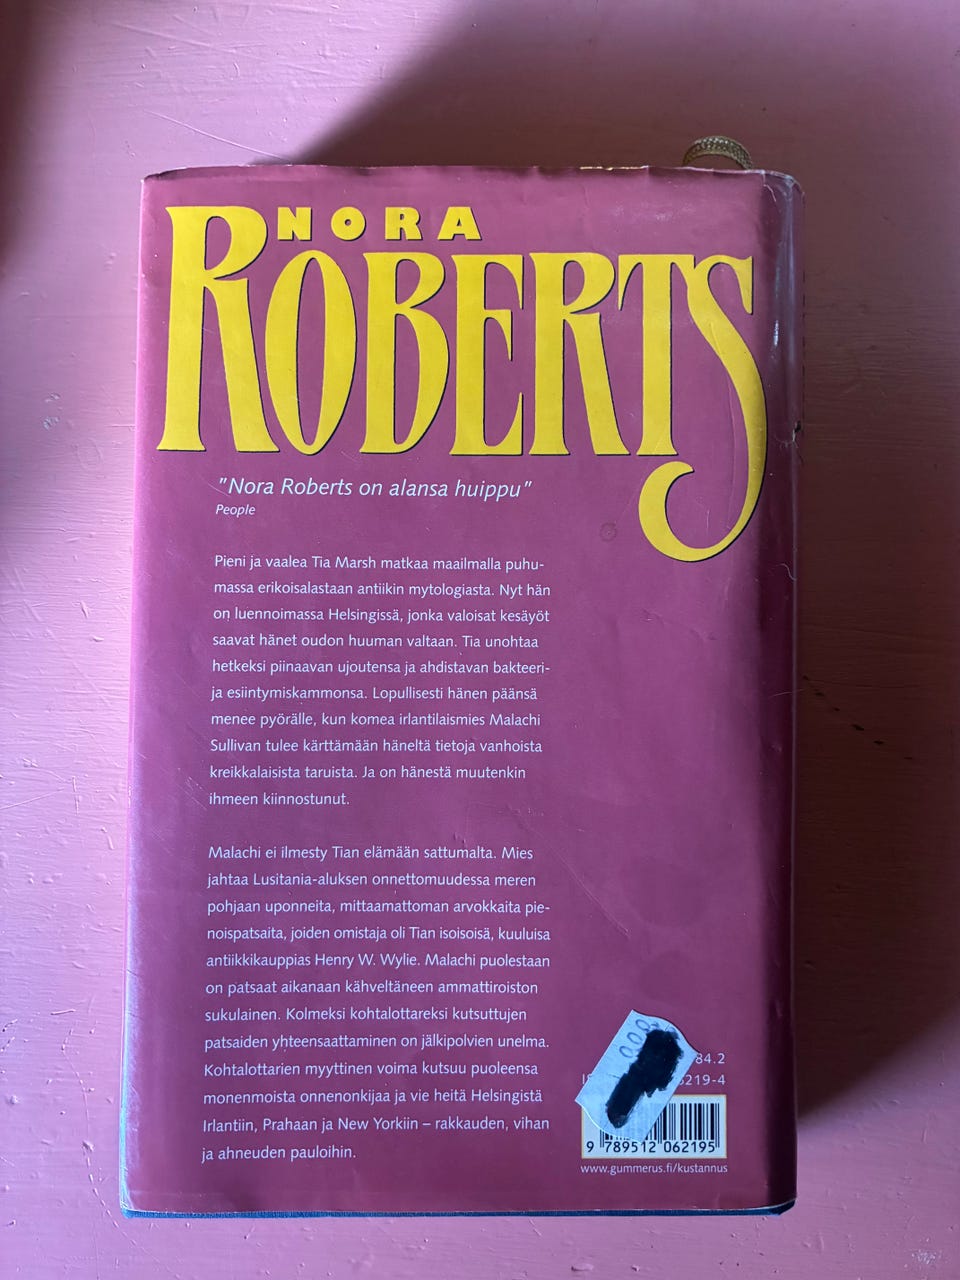 NORA
ROBERTS
"Nora Roberts on alansa huippu"
People
Pieni ja vaalea Tia Marsh matkaa maailmalla puhu-
massa erikoisalastaan antiikin mytologiasta. Nyt hän
on luennoimassa Helsingissä, jonka valoisat kesäyöt
saavat hänet oudon huuman valtaan. Tia unohtaa
hetkeksi piinaavan ujoutensa ja ahdistavan bakteeri-
ja esiintymiskammonsa. Lopullisesti hänen päänsä
menee pyörälle, kun komea irlantilaismies Malachi
Sullivan tulee kärttämään häneltä tietoja vanhoista
kreikkalaisista taruista. Ja on hänestä muutenkin
ihmeen kiinnostunut.
Malachi ei ilmesty Tian elämään sattumalta. Mies
jahtaa Lusitania-aluksen onnettomuudessa meren
pohjaan uponneita, mittaamattoman arvokkaita pie-
noispatsaita, joiden omistaja oli Tian isoisoisä, kuuluisa
antiikkikauppias Henry W. Wylie. Malachi puolestaan
on patsaat aikanaan kähveltäneen ammattiroiston
sukulainen. Kolmeksi kohtalottareksi kutsuttujen
patsaiden yhteensaattaminen on jälkipolvien unelma.
Kohtalottarien myyttinen voima kutsuu puoleensa
monenmoista onnenonkijaa ja vie heitä Helsingistä
Irlantiin, Prahaan ja New Yorkiin – rakkauden, vihan
ja ahneuden pauloihin.
84.2
6219-4
9 789512 062195
www.gummerus.fi/kustannus